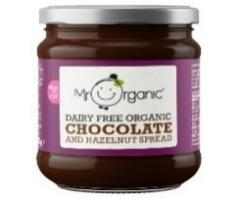 Mr Organic
DAIRY FREE ORGANIC
CHOCOLATE
AND HAZELNUT SPREAD